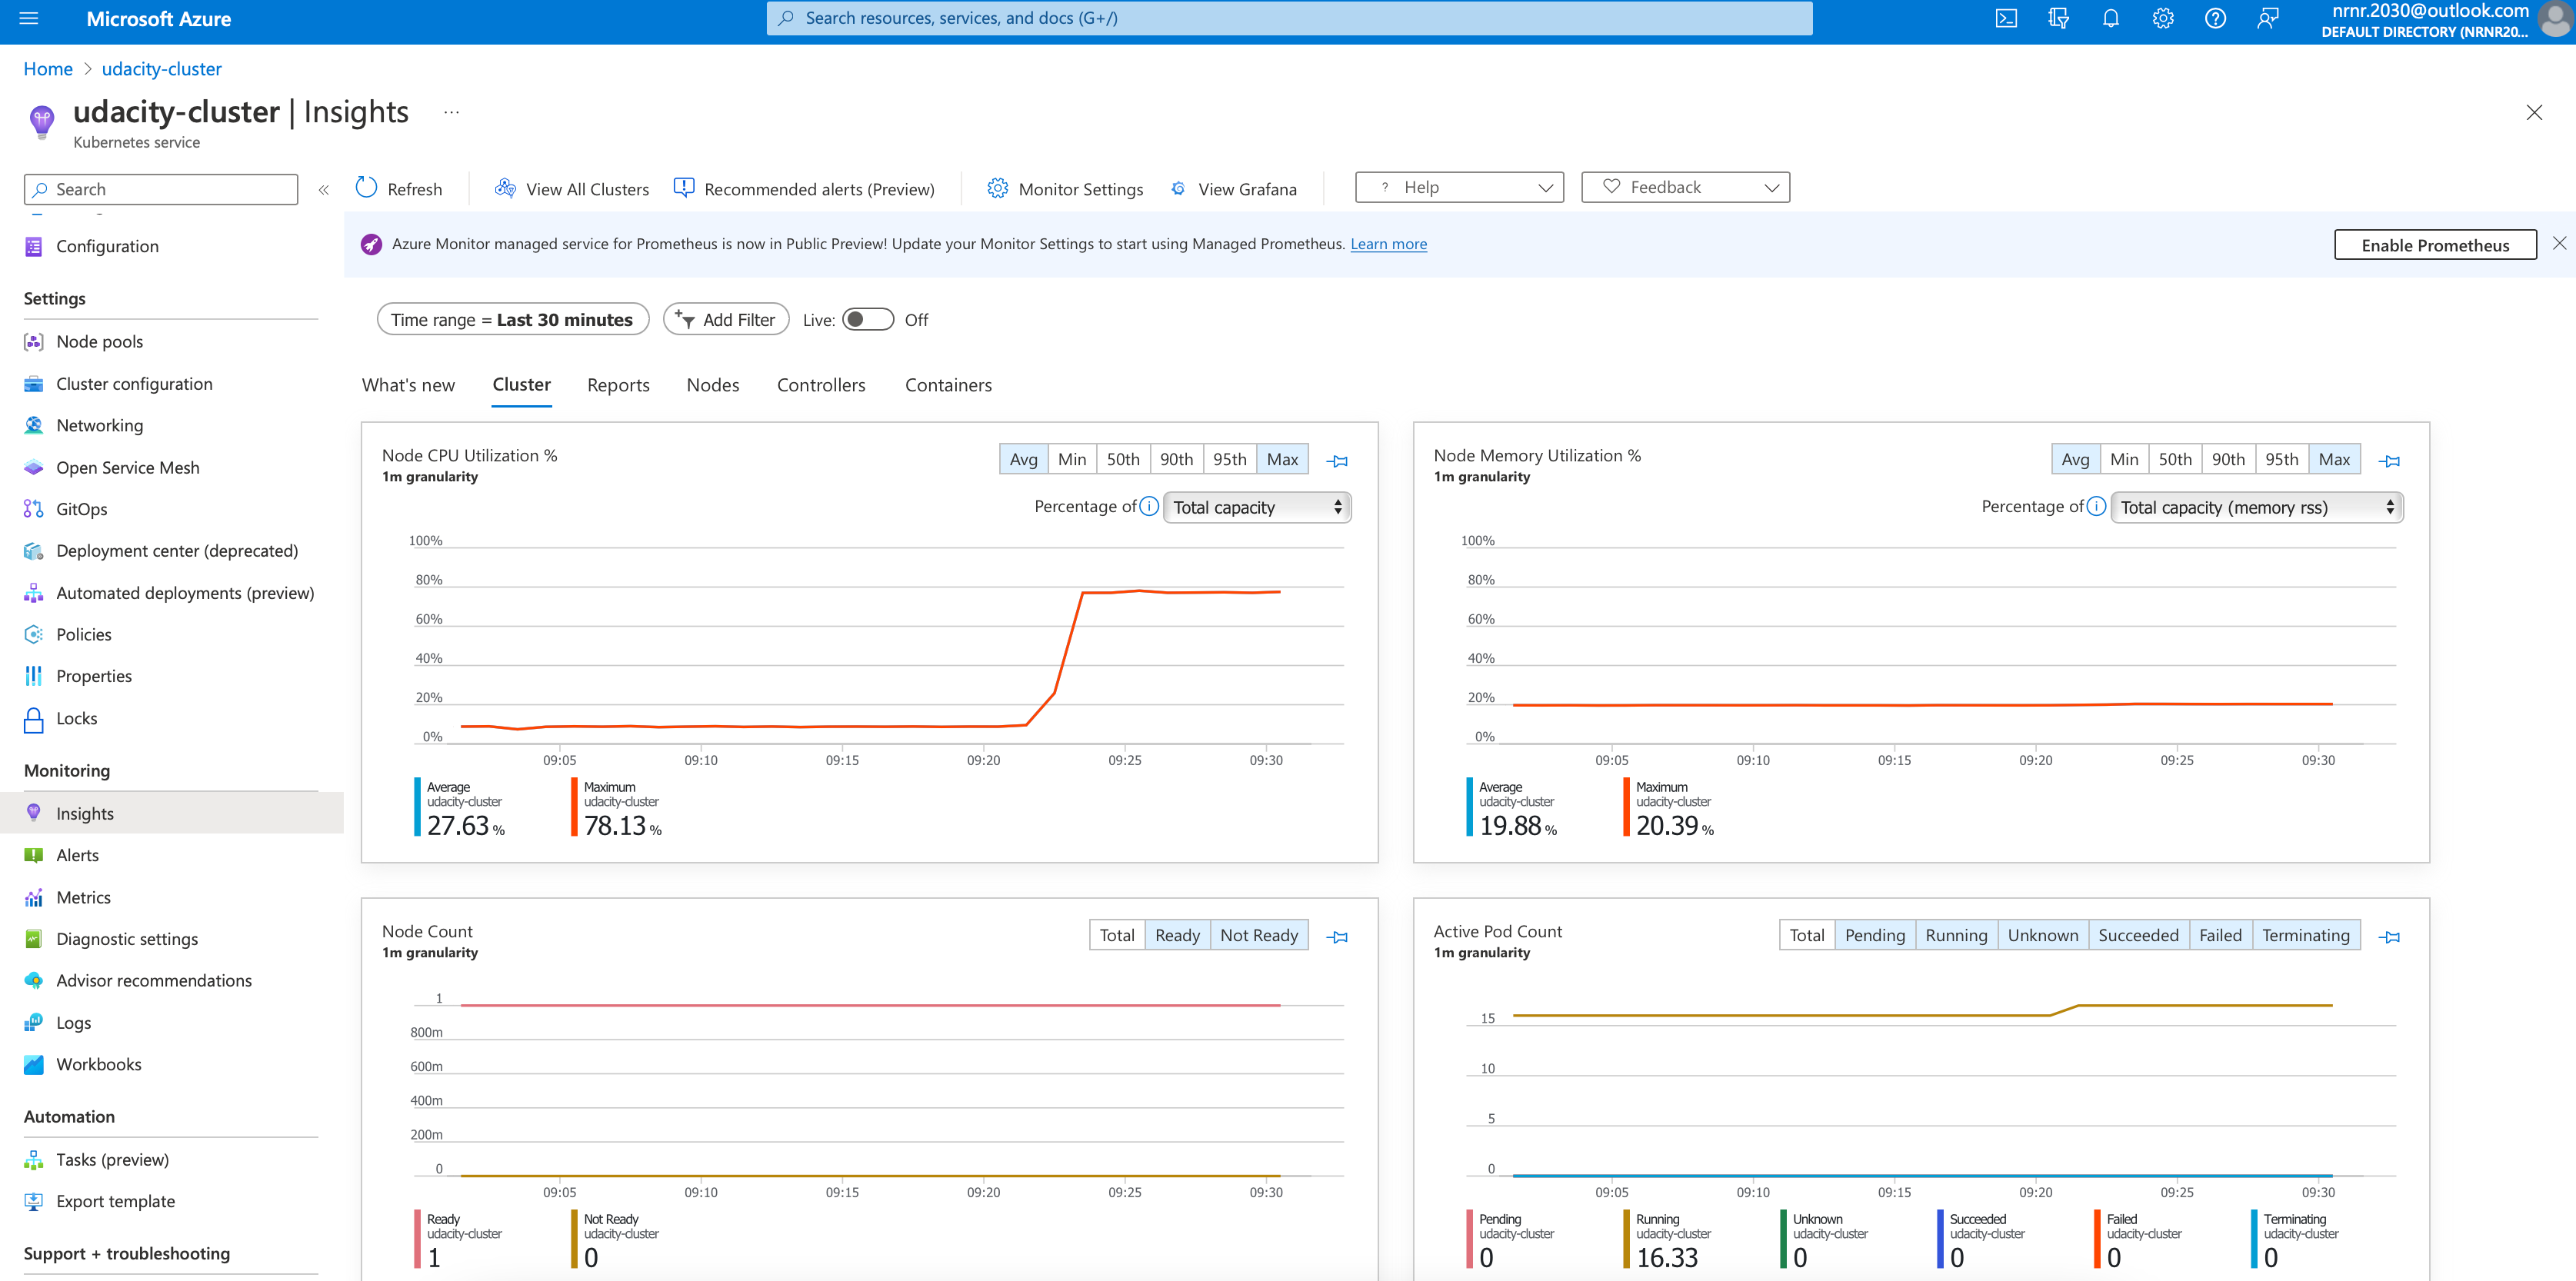 Microsoft Azure
Search resources, services, and docs (G+/)
nrnr.2030@outlook.com
DEFAULT DIRECTORY (NRNR20...
Home > udacity-cluster
udacity-cluster | Insights ...
Kubernetes service
Search
«
Refresh
View All Clusters
Recommended alerts (Preview)
Monitor Settings
View Grafana
? Help
Feedback
Configuration
Settings
Node pools
Cluster configuration
Networking
Open Service Mesh
GitOps
Deployment center (deprecated)
Automated deployments (preview)
Policies
Properties
Locks
Monitoring
Insights
Alerts
Metrics
Diagnostic settings
Advisor recommendations
Logs
Workbooks
Automation
Tasks (preview)
Export template
Support + troubleshooting
Azure Monitor managed service for Prometheus is now in Public Preview! Update your Monitor Settings to start using Managed Prometheus. Learn more
Enable Prometheus
Time range = Last 30 minutes
Add Filter
Live: Off
What's new Cluster Reports Nodes Controllers Containers
Node CPU Utilization %
1m granularity
Avg Min 50th 90th 95th Max
Percentage of Total capacity
100%
80%
60%
40%
20%
0%
09:05 09:10 09:15 09:20 09:25 09:30
Average
udacity-cluster
27.63 %
Maximum
udacity-cluster
78.13 %
Node Memory Utilization %
1m granularity
Avg Min 50th 90th 95th Max
Percentage of Total capacity (memory rss)
100%
80%
60%
40%
20%
0%
09:05 09:10 09:15 09:20 09:25 09:30
Average
udacity-cluster
19.88 %
Maximum
udacity-cluster
20.39 %
Node Count
1m granularity
Total Ready Not Ready
1
800m
600m
400m
200m
0
09:05 09:10 09:15 09:20 09:25 09:30
Ready
udacity-cluster
1
Not Ready
udacity-cluster
0
Active Pod Count
1m granularity
Total Pending Running Unknown Succeeded Failed Terminating
15
10
5
0
09:05 09:10 09:15 09:20 09:25 09:30
Pending
udacity-cluster
0
Running
udacity-cluster
16.33
Unknown
udacity-cluster
0
Succeeded
udacity-cluster
0
Failed
udacity-cluster
0
Terminating
udacity-cluster
0